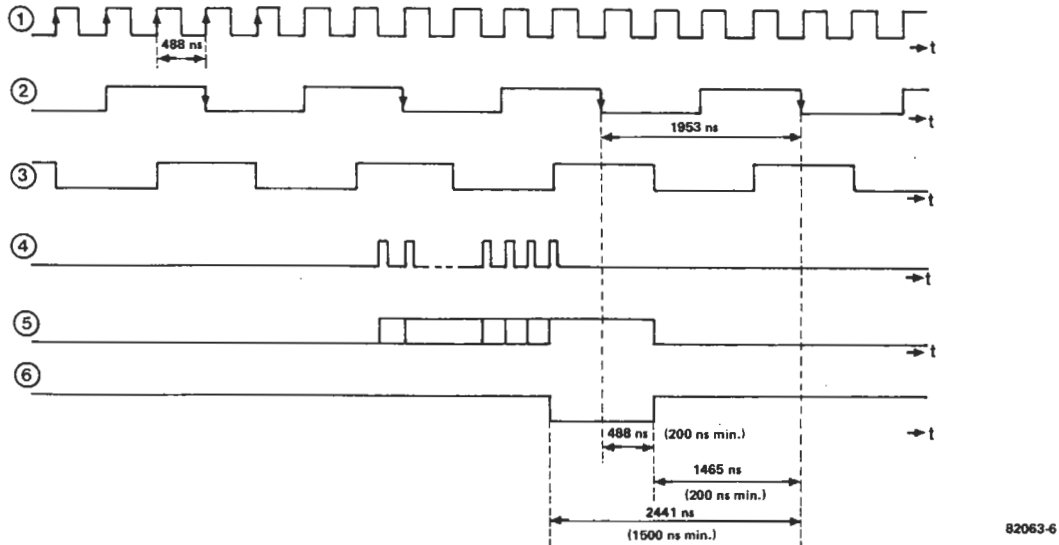 1
t
488 ns
2
t
1953 ns
3
t
4
t
5
t
6
t
488 ns (200 ns min.)
1465 ns
(200 ns min.)
2441 ns
(1500 ns min.)
82063-6